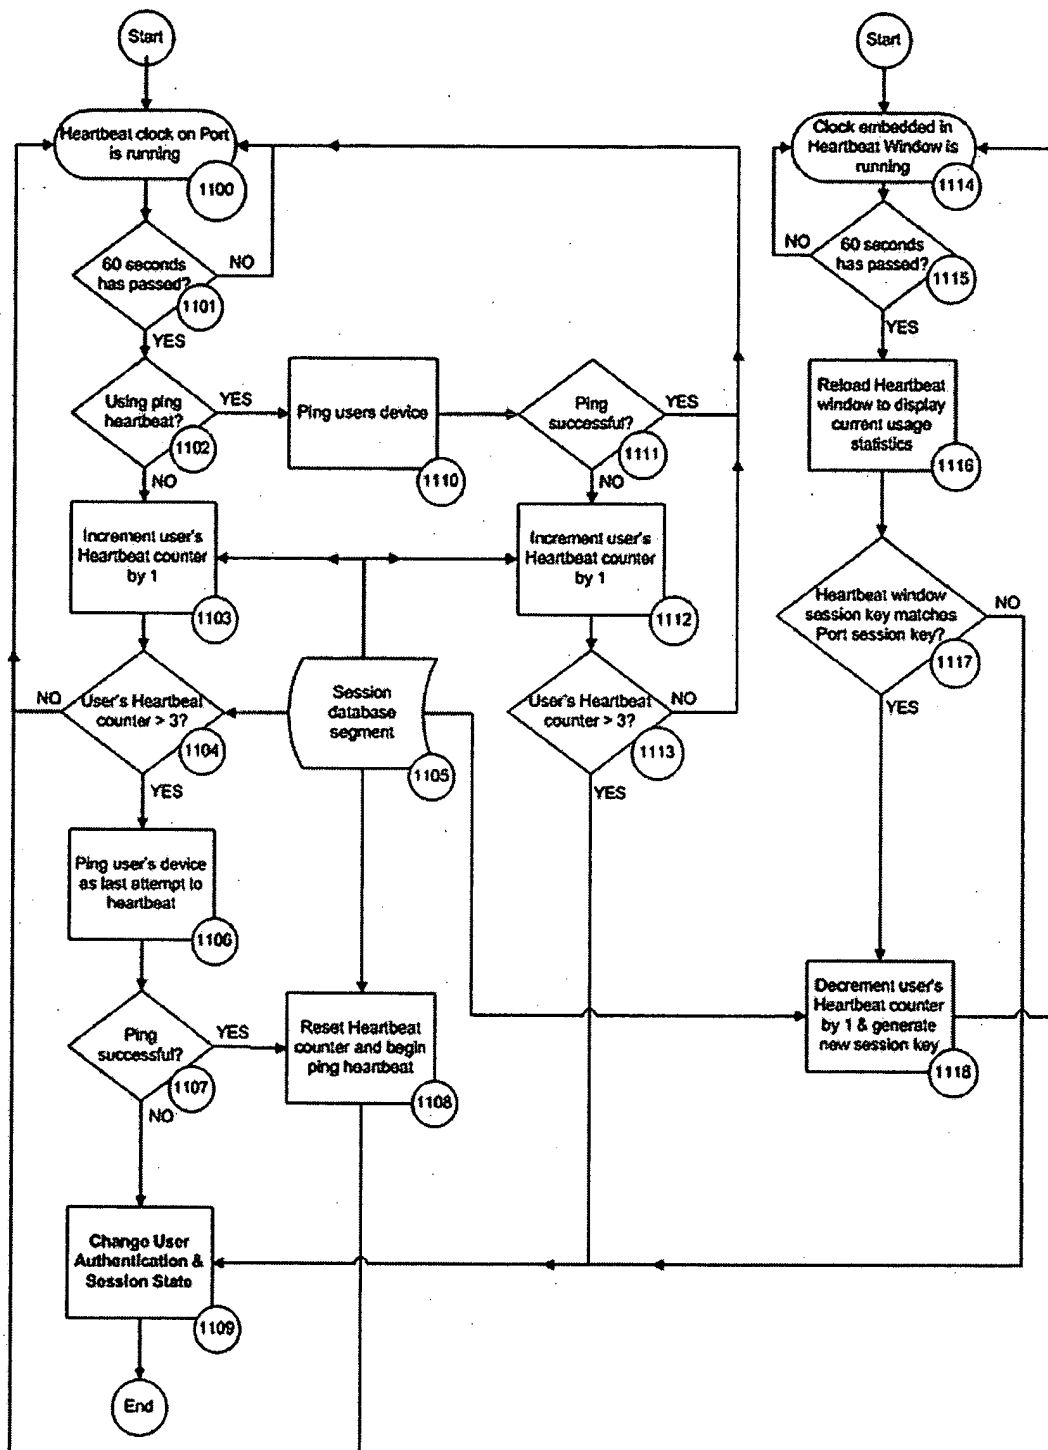 Start
Heartbeat clock on Port
is running
1100
60 seconds
has passed?
1101
NO
YES
Using ping
heartbeat?
1102
YES
NO
Ping users device
1110
Ping
successful?
1111
YES
NO
Increment user's
Heartbeat counter
by 1
1103
Increment user's
Heartbeat counter
by 1
1112
User's Heartbeat
counter > 3?
1104
NO
YES
Session
database
segment
1105
User's Heartbeat
counter > 3?
1113
NO
YES
Ping user's device
as last attempt to
heartbeat
1106
Ping
successful?
1107
YES
NO
Reset Heartbeat
counter and begin
ping heartbeat
1108
Change User
Authentication &
Session State
1109
End
Start
Clock embedded in
Heartbeat Window is
running
1114
60 seconds
has passed?
1115
NO
YES
Reload Heartbeat
window to display
current usage
statistics
1116
Heartbeat window
session key matches
Port session key?
1117
NO
YES
Decrement user's
Heartbeat counter
by 1 & generate
new session key
1118